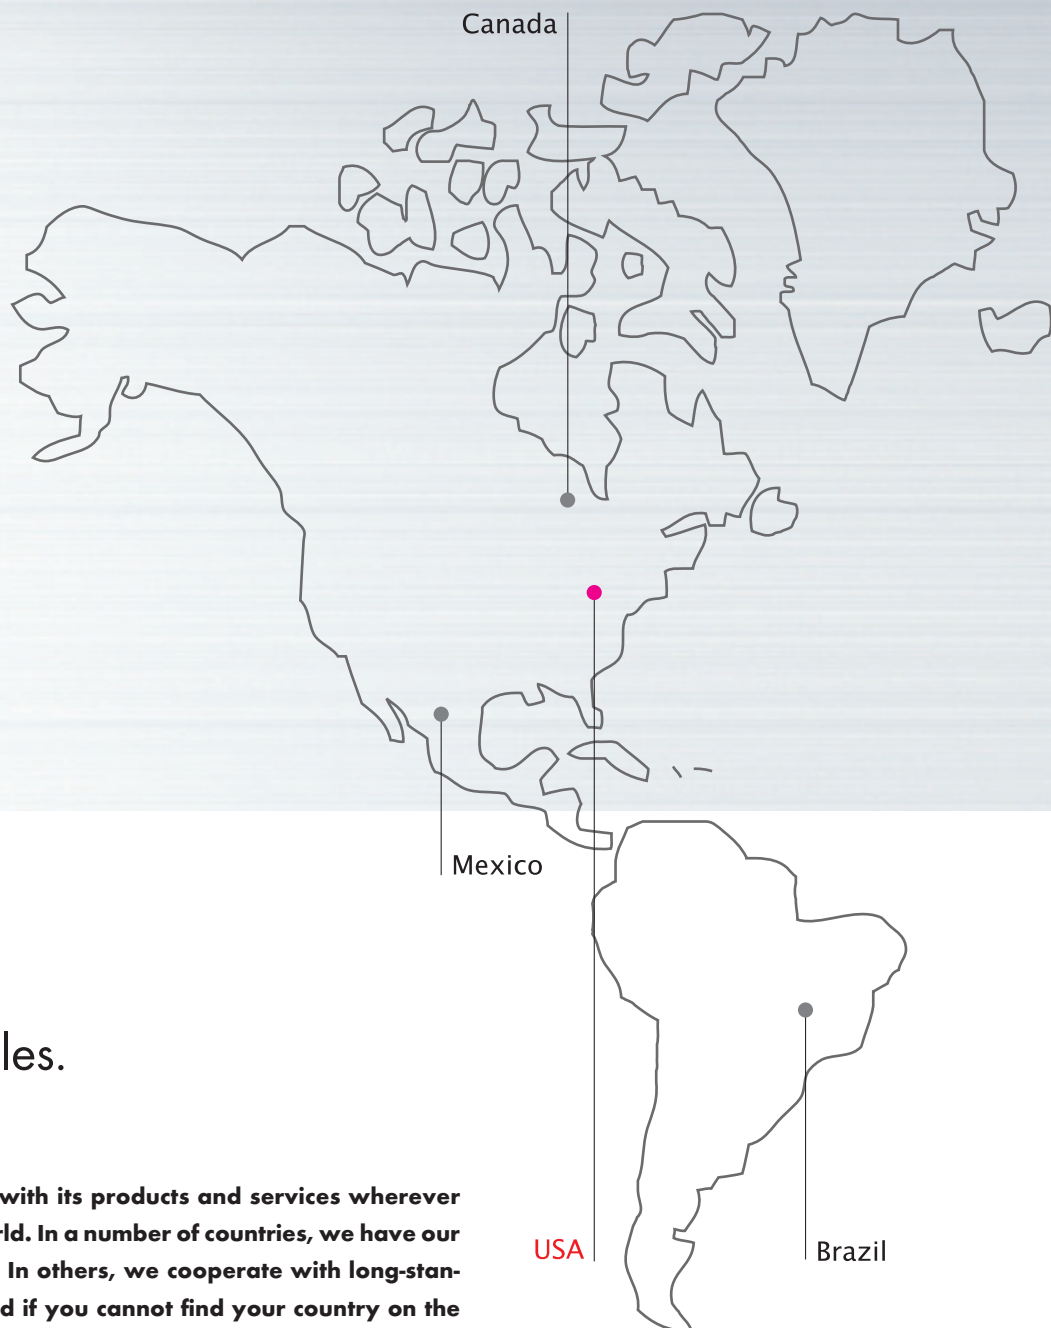 Canada
Mexico
les.
with its products and services wherever
rld. In a number of countries, we have our
In others, we cooperate with long-stan-
d if you cannot find your country on the
USA
Brazil